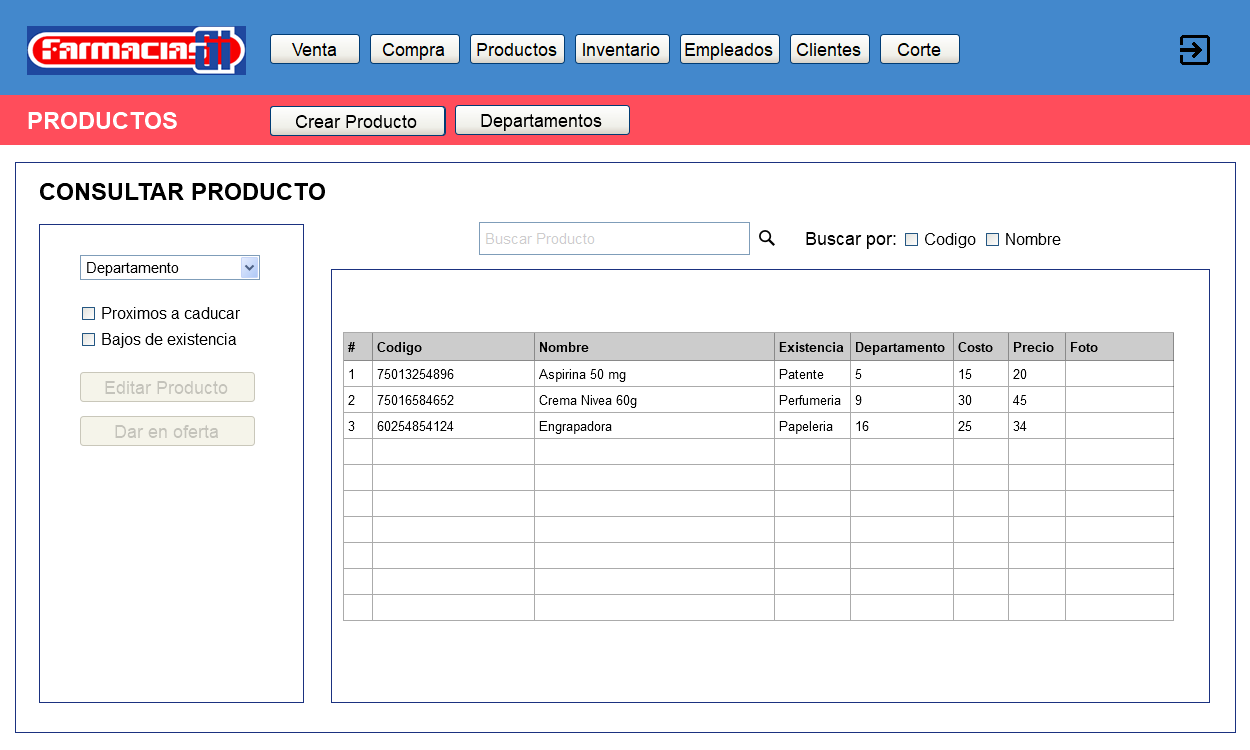 Farmacias GI Venta Compra Productos Inventario Empleados Clientes Corte
PRODUCTOS Crear Producto Departamentos
CONSULTAR PRODUCTO
Buscar Producto Buscar por: Codigo Nombre
Departamento
Proximos a caducar
Bajos de existencia
Editar Producto
Dar en oferta
# Codigo Nombre Existencia Departamento Costo Precio Foto
1 75013254896 Aspirina 50 mg Patente 5 15 20
2 75016584652 Crema Nivea 60g Perfumeria 9 30 45
3 60254854124 Engrapadora Papeleria 16 25 34